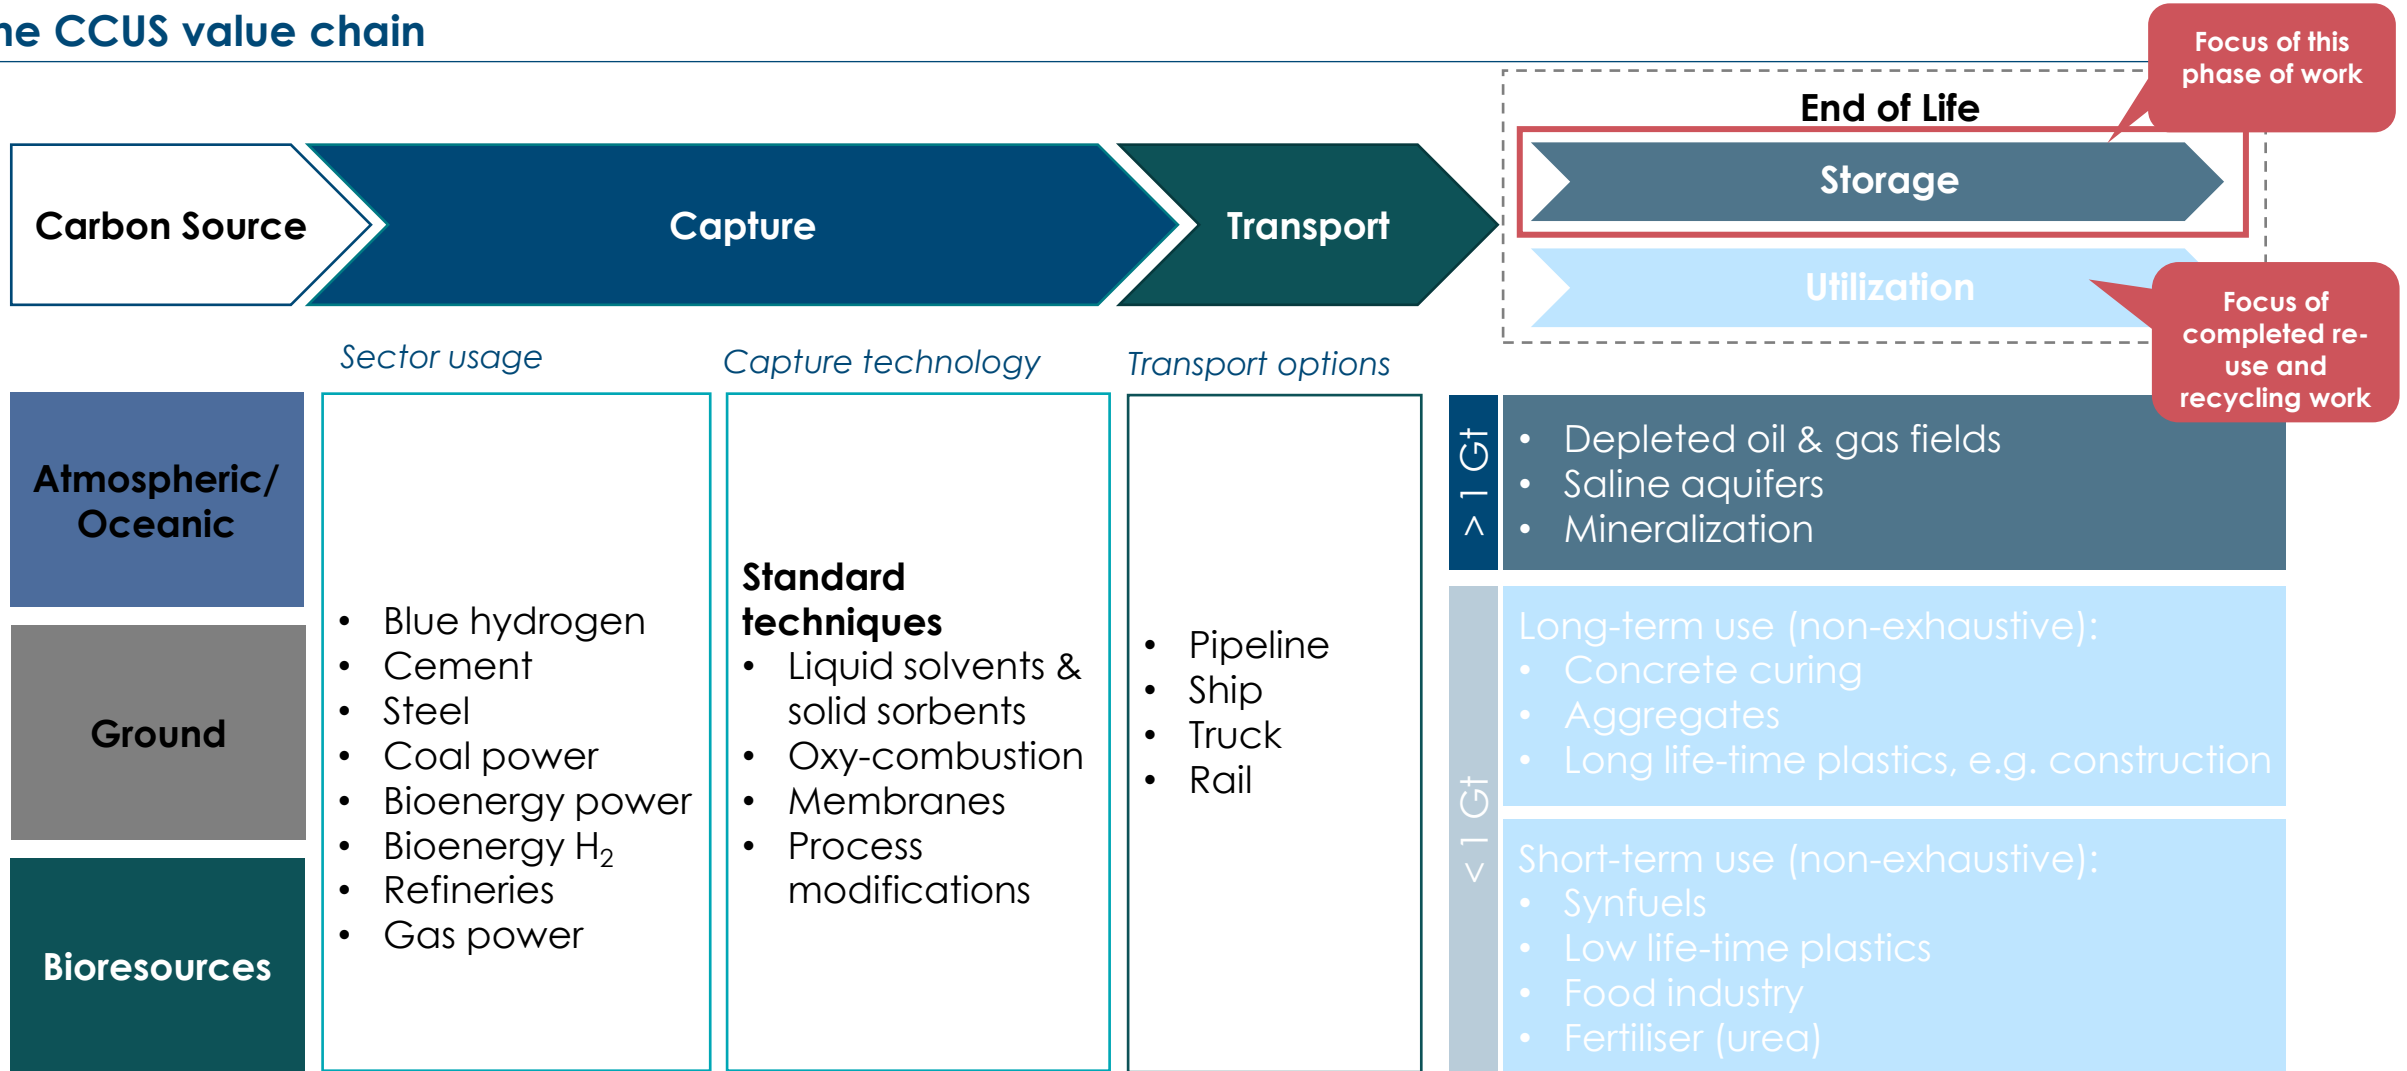 CCUS value chain
Focus of this
phase of work
End of Life
Carbon Source
Capture
Transport
Storage
Utilization
Focus of
completed re-
use and
recycling work
Sector usage
Capture technology
Transport options
Atmospheric/
Oceanic
Ground
Bioresources
• Blue hydrogen
• Cement
• Steel
• Coal power
• Bioenergy power
• Bioenergy H₂
• Refineries
• Gas power
Standard
techniques
• Liquid solvents &
solid sorbents
• Oxy-combustion
• Membranes
• Process
modifications
• Pipeline
• Ship
• Truck
• Rail
> 1 Gt
• Depleted oil & gas fields
• Saline aquifers
• Mineralization
< 1 Gt
Long-term use (non-exhaustive):
• Concrete curing
• Aggregates
• Long life-time plastics, e.g. construction
Short-term use (non-exhaustive):
• Synfuels
• Low life-time plastics
• Food industry
• Fertiliser (urea)